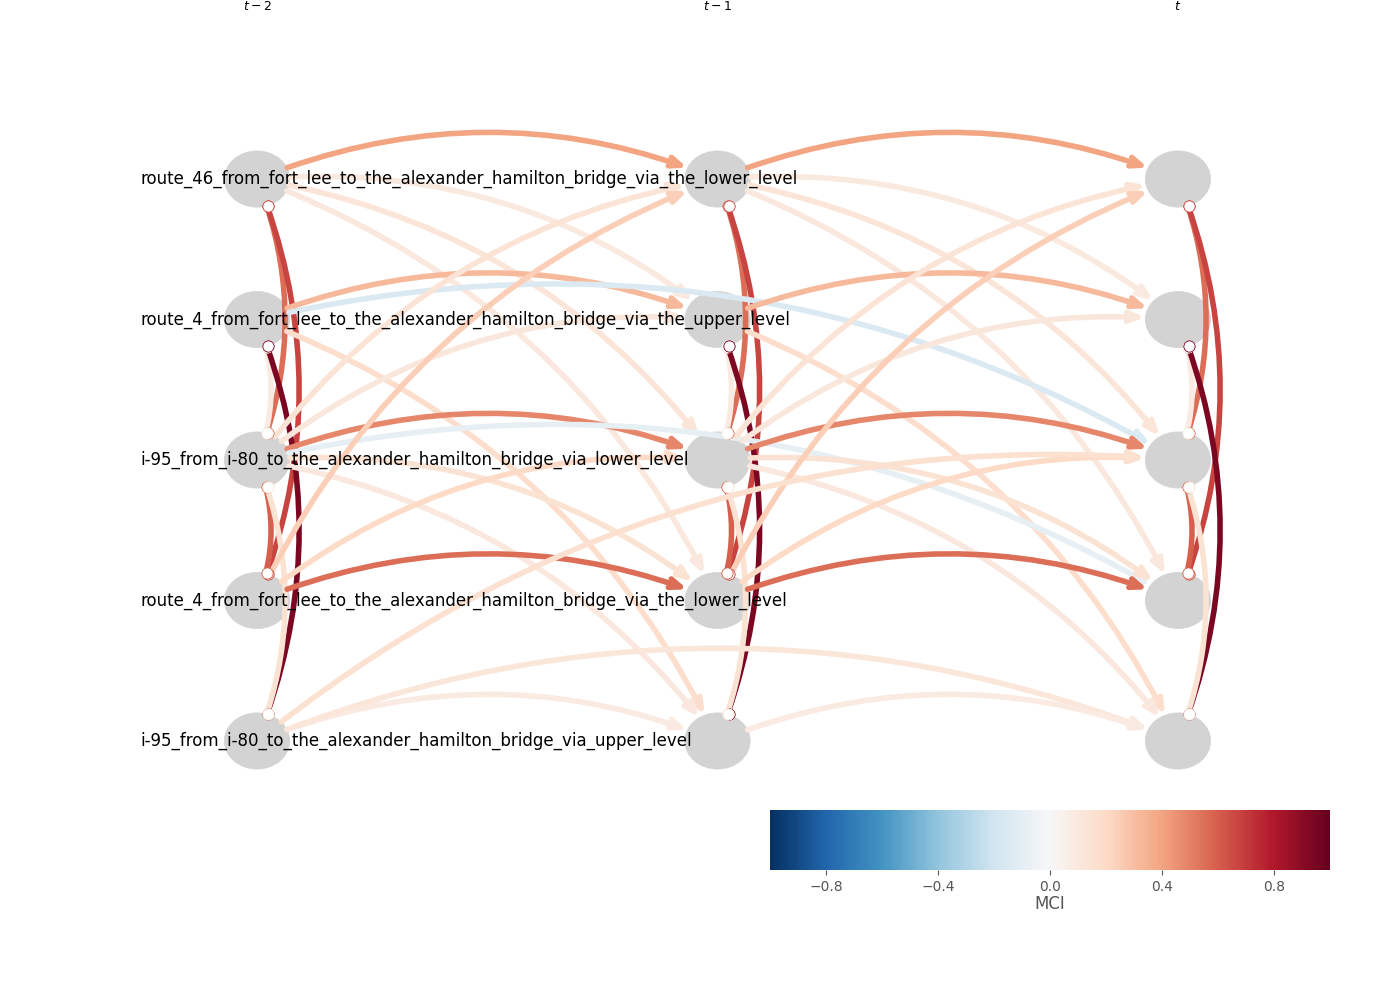 t − 2
t − 1
t
route_46_from_fort_lee_to_the_alexander_hamilton_bridge_via_the_lower_level
route_4_from_fort_lee_to_the_alexander_hamilton_bridge_via_the_upper_level
i-95_from_i-80_to_the_alexander_hamilton_bridge_via_lower_level
route_4_from_fort_lee_to_the_alexander_hamilton_bridge_via_the_lower_level
i-95_from_i-80_to_the_alexander_hamilton_bridge_via_upper_level
−0.8
−0.4
0.0
0.4
0.8
MCI